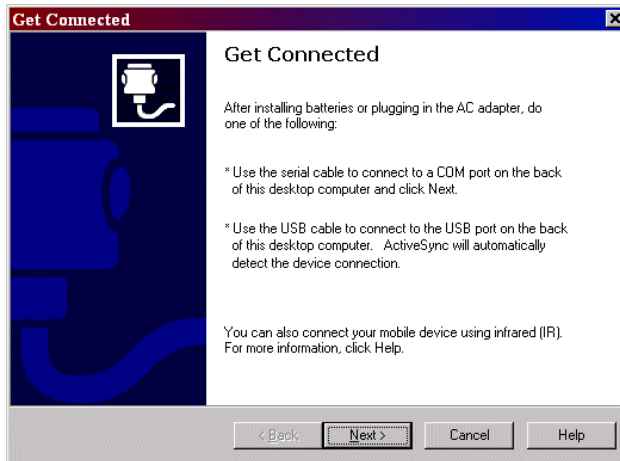 Get Connected
Get Connected
After installing batteries or plugging in the AC adapter, do
one of the following:
* Use the serial cable to connect to a COM port on the back
of this desktop computer and click Next.
* Use the USB cable to connect to the USB port on the back
of this desktop computer. ActiveSync will automatically
detect the device connection.
You can also connect your mobile device using infrared (IR).
For more information, click Help.
< Back Next > Cancel Help